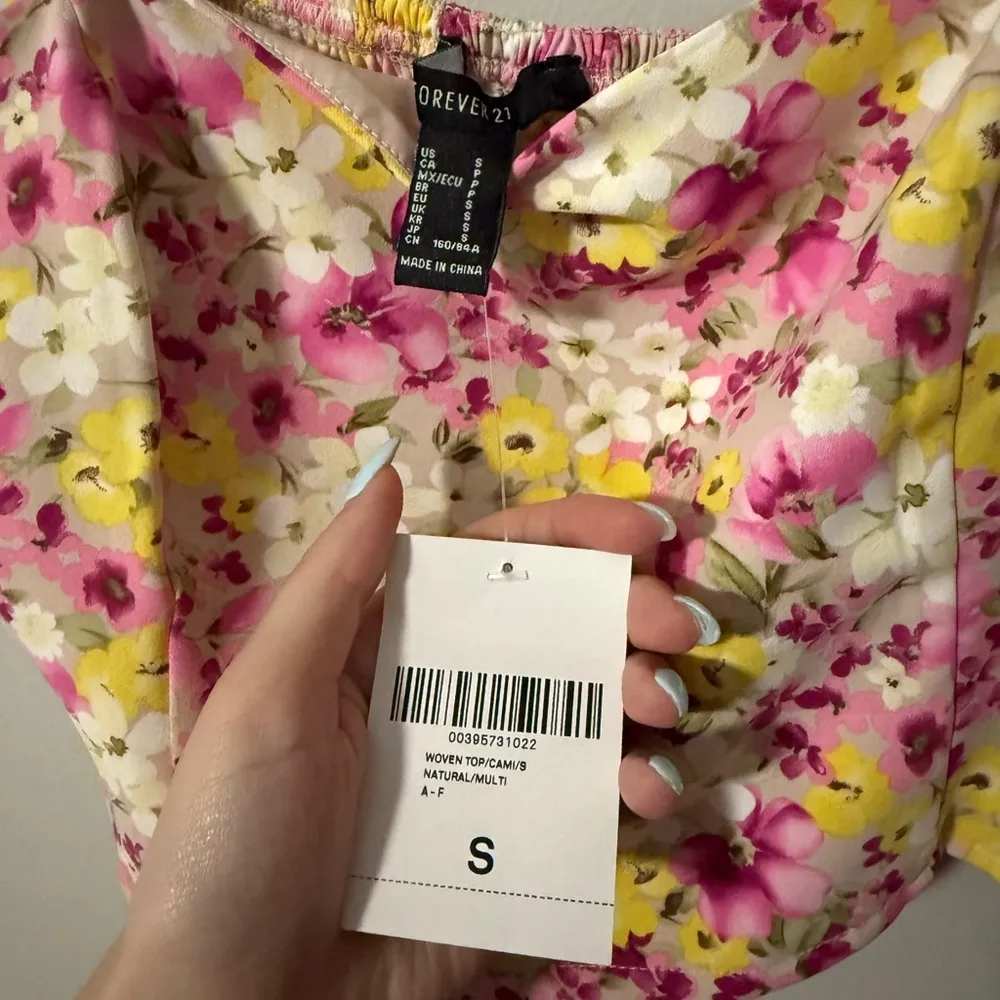 FOREVER 21
US S
CA P
MX/ECU P
BR P
EU S
UK S
KR S
JP S
CN 160/84A
MADE IN CHINA
00395731022
WOVEN TOP/CAMI/S
NATURAL/MULTI
A-F
S